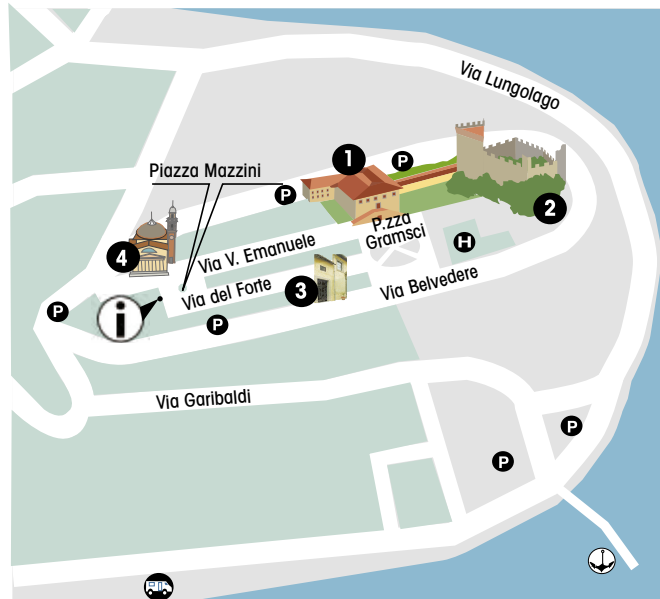 Via Lungolago
1
P
Piazza Mazzini
P
2
P.zza
Gramsci
H
4
Via V. Emanuele
3
Via del Forte
Via Belvedere
P
i
P
Via Garibaldi
P
P